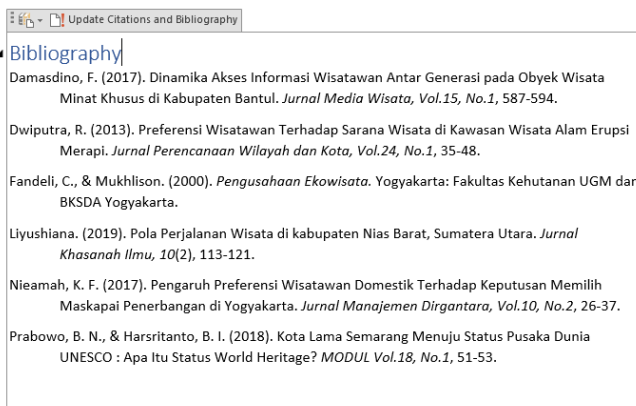 Update Citations and Bibliography
Bibliography
Damasdino, F. (2017). Dinamika Akses Informasi Wisatawan Antar Generasi pada Obyek Wisata
Minat Khusus di Kabupaten Bantul. Jurnal Media Wisata, Vol.15, No.1, 587-594.
Dwiputra, R. (2013). Preferensi Wisatawan Terhadap Sarana Wisata di Kawasan Wisata Alam Erupsi
Merapi. Jurnal Perencanaan Wilayah dan Kota, Vol.24, No.1, 35-48.
Fandeli, C., & Mukhlison. (2000). Pengusahaan Ekowisata. Yogyakarta: Fakultas Kehutanan UGM dan
BKSDA Yogyakarta.
Liyushiana. (2019). Pola Perjalanan Wisata di kabupaten Nias Barat, Sumatera Utara. Jurnal
Khasanah Ilmu, 10(2), 113-121.
Nieamah, K. F. (2017). Pengaruh Preferensi Wisatawan Domestik Terhadap Keputusan Memilih
Maskapai Penerbangan di Yogyakarta. Jurnal Manajemen Dirgantara, Vol.10, No.2, 26-37.
Prabowo, B. N., & Harsritanto, B. I. (2018). Kota Lama Semarang Menuju Status Pusaka Dunia
UNESCO : Apa Itu Status World Heritage? MODUL Vol.18, No.1, 51-53.